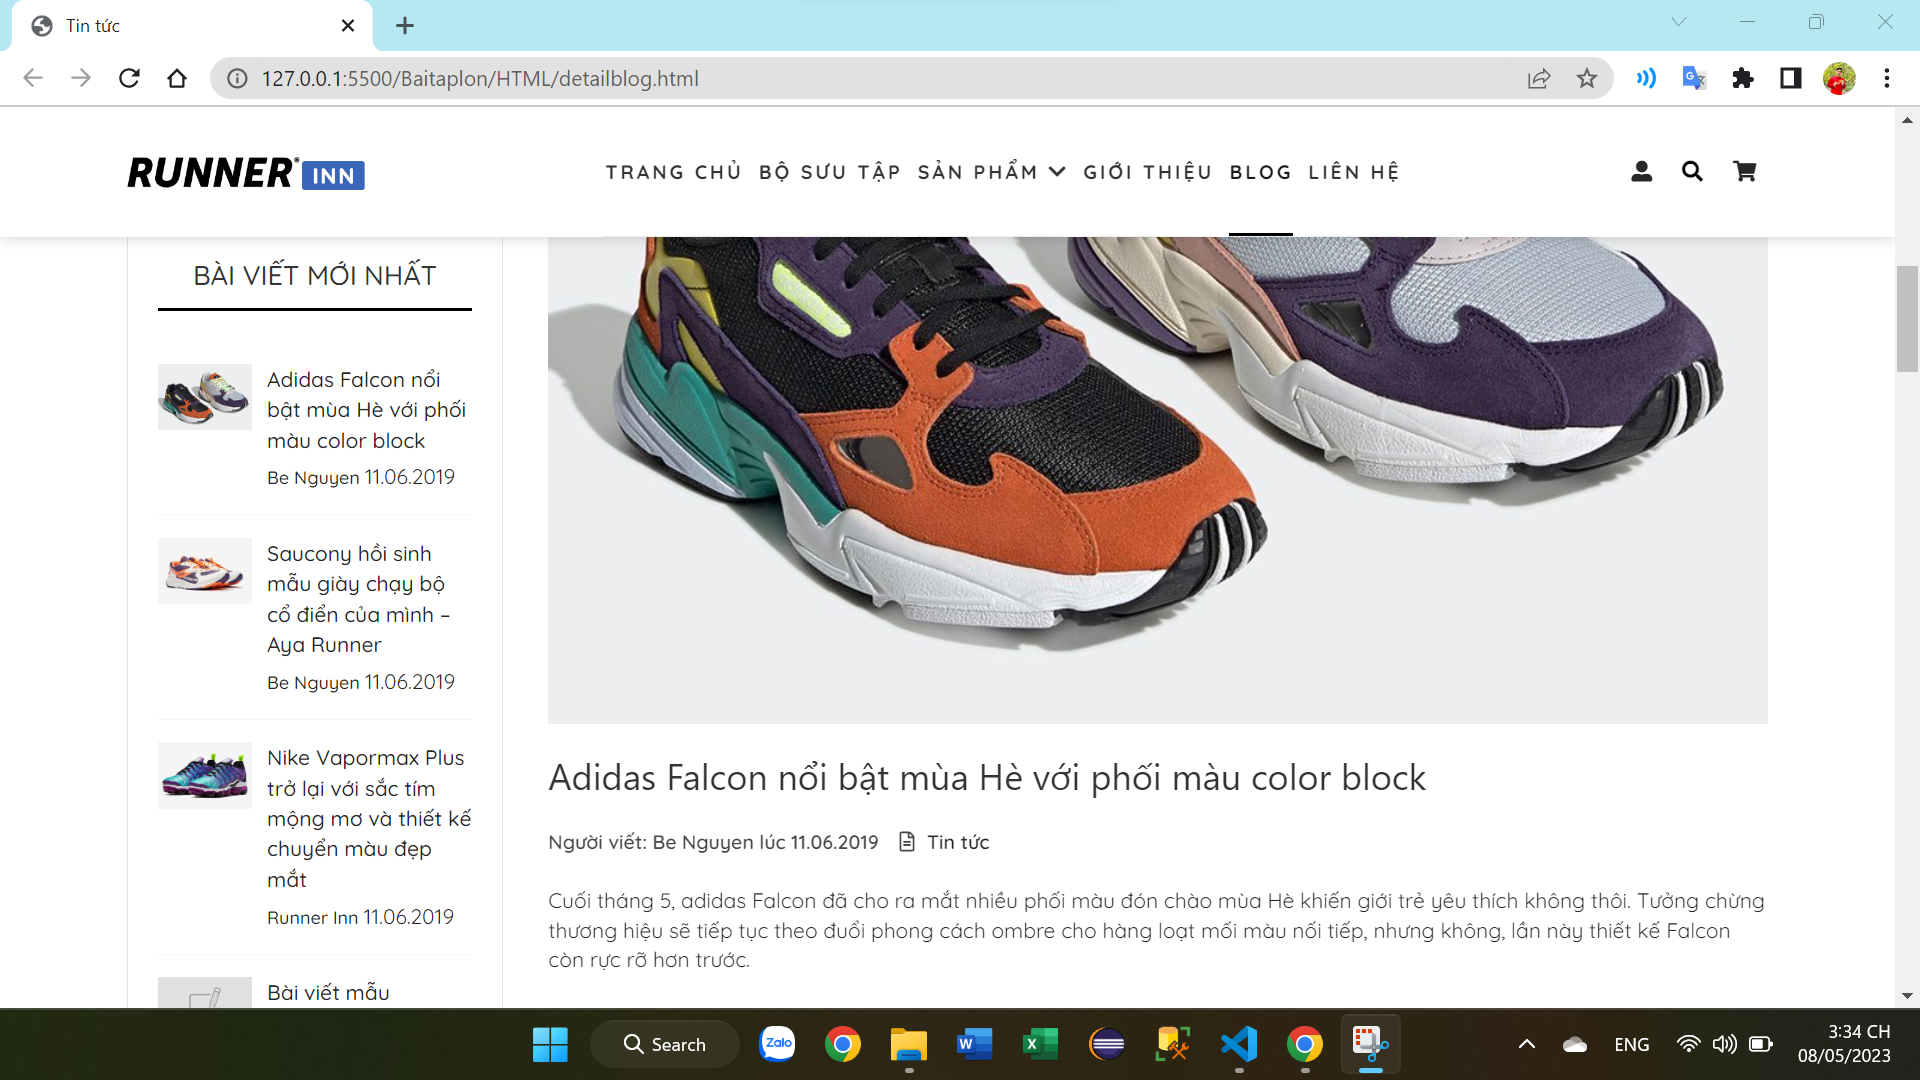 Tin tức
127.0.0.1:5500/Baitaplon/HTML/detailblog.html
RUNNER INN
TRANG CHỦ BỘ SƯU TẬP SẢN PHẨM GIỚI THIỆU BLOG LIÊN HỆ
BÀI VIẾT MỚI NHẤT
Adidas Falcon nổi
bật mùa Hè với phối
màu color block
Be Nguyen 11.06.2019
Saucony hồi sinh
mẫu giày chạy bộ
cổ điển của mình –
Aya Runner
Be Nguyen 11.06.2019
Nike Vapormax Plus
trở lại với sắc tím
mộng mơ và thiết kế
chuyển màu đẹp
mắt
Runner Inn 11.06.2019
Bài viết mẫu
Adidas Falcon nổi bật mùa Hè với phối màu color block
Người viết: Be Nguyen lúc 11.06.2019 Tin tức
Cuối tháng 5, adidas Falcon đã cho ra mắt nhiều phối màu đón chào mùa Hè khiến giới trẻ yêu thích không thôi. Tưởng chừng
thương hiệu sẽ tiếp tục theo đuổi phong cách ombre cho hàng loạt mối màu nối tiếp, nhưng không, lần này thiết kế Falcon
còn rực rỡ hơn trước.
Search
Zalo
ENG
3:34 CH
08/05/2023